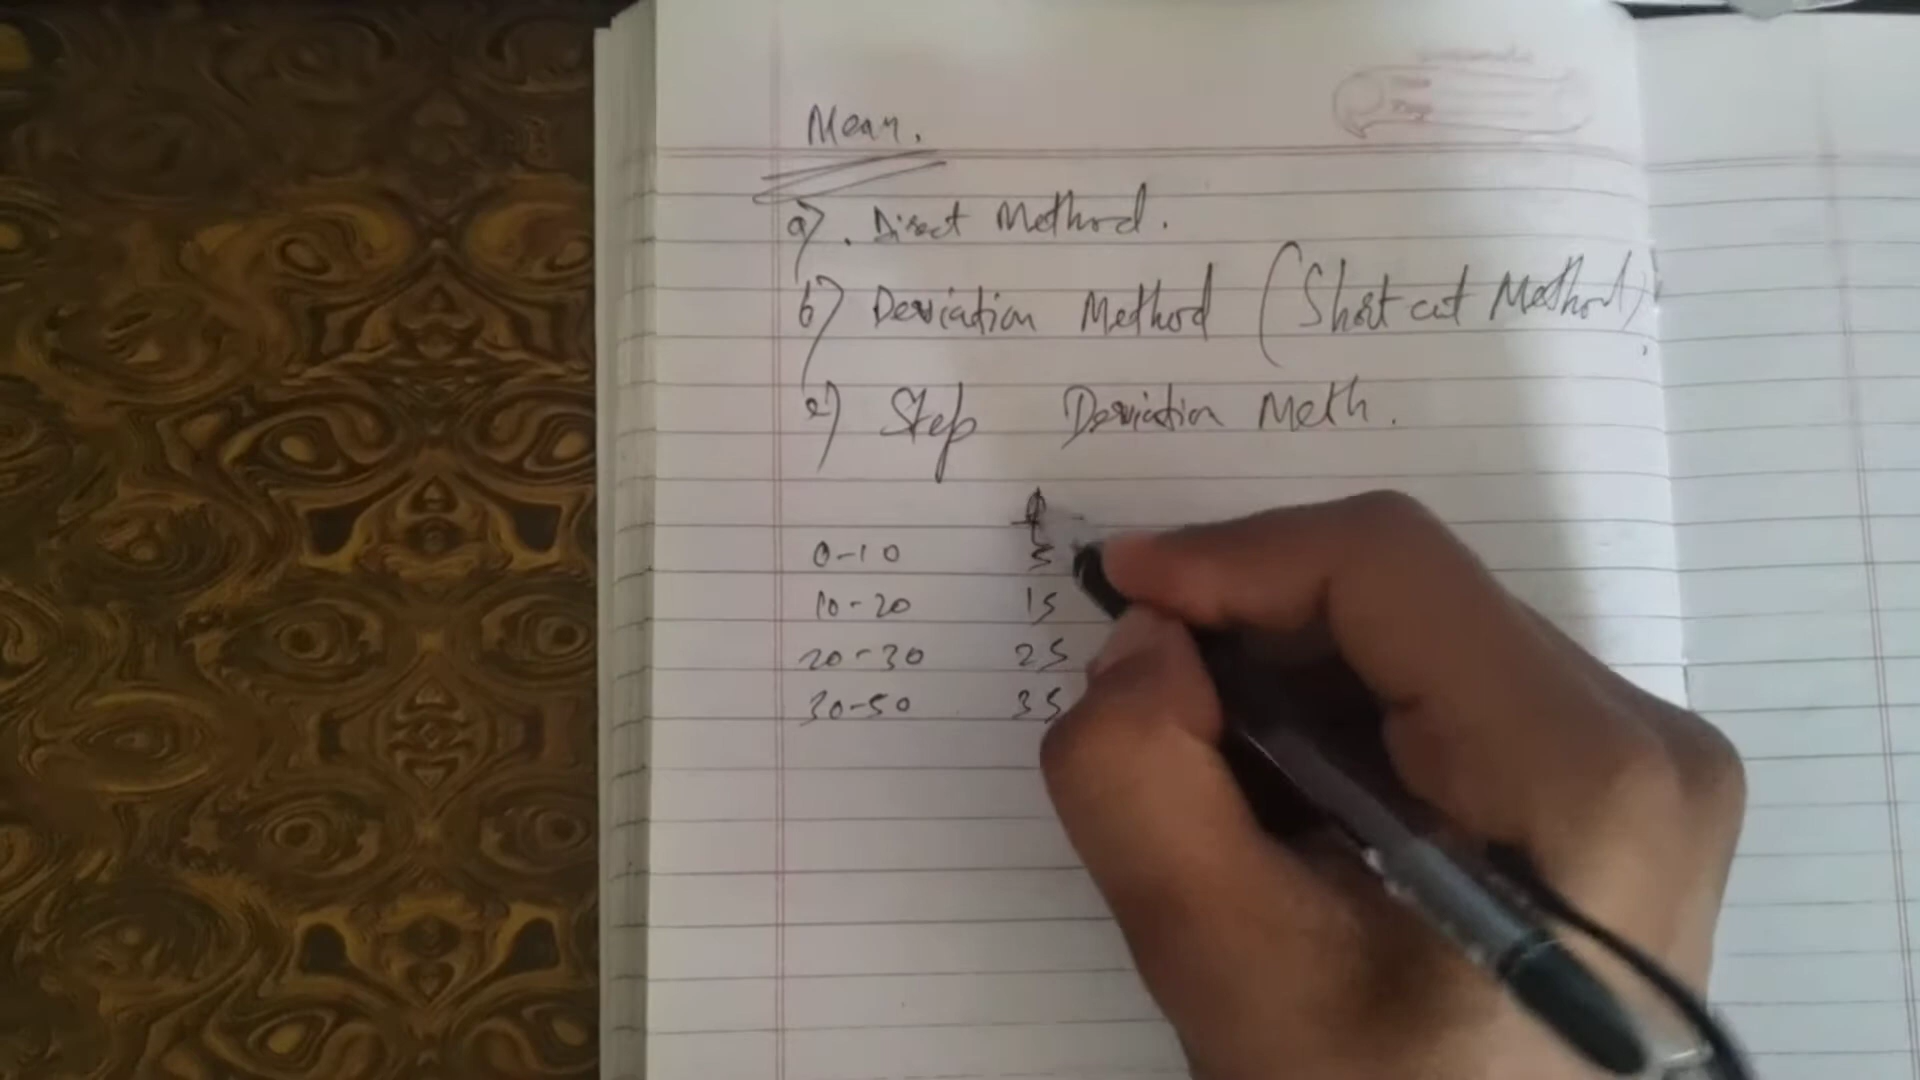 Mean.
a). Direct Method.
b) Deviation Method (Short cut Method),
c) Step Deviation Meth.
f
0-10 5
10-20 15
20-30 25
30-50 35